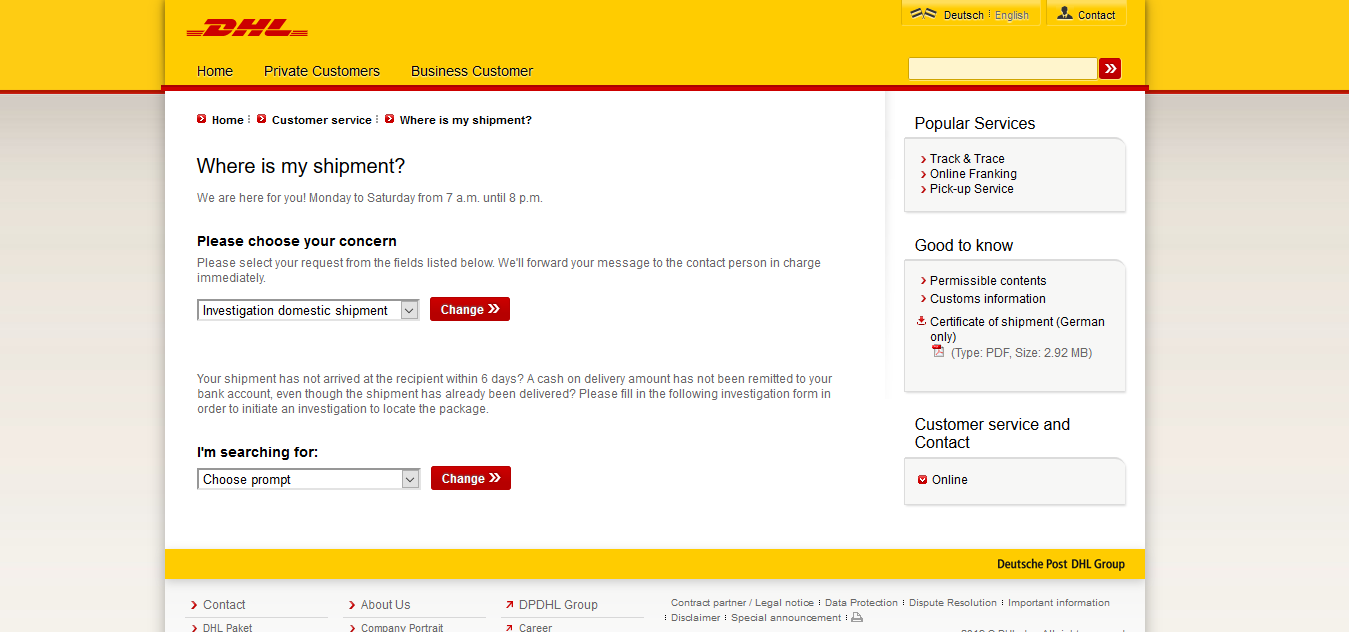 Deutsch English Contact
DHL
Home Private Customers Business Customer
Home Customer service Where is my shipment?
Where is my shipment?
We are here for you! Monday to Saturday from 7 a.m. until 8 p.m.
Please choose your concern
Please select your request from the fields listed below. We'll forward your message to the contact person in charge
immediately.
Investigation domestic shipment Change
Your shipment has not arrived at the recipient within 6 days? A cash on delivery amount has not been remitted to your
bank account, even though the shipment has already been delivered? Please fill in the following investigation form in
order to initiate an investigation to locate the package.
I'm searching for:
Choose prompt Change
Popular Services
Track & Trace
Online Franking
Pick-up Service
Good to know
Permissible contents
Customs information
Certificate of shipment (German
only)
(Type: PDF, Size: 2.92 MB)
Customer service and
Contact
Online
Deutsche Post DHL Group
Contact
DHL Paket
About Us
Company Portrait
DPDHL Group
Career
Contract partner / Legal notice Data Protection Dispute Resolution Important information
Disclaimer Special announcement